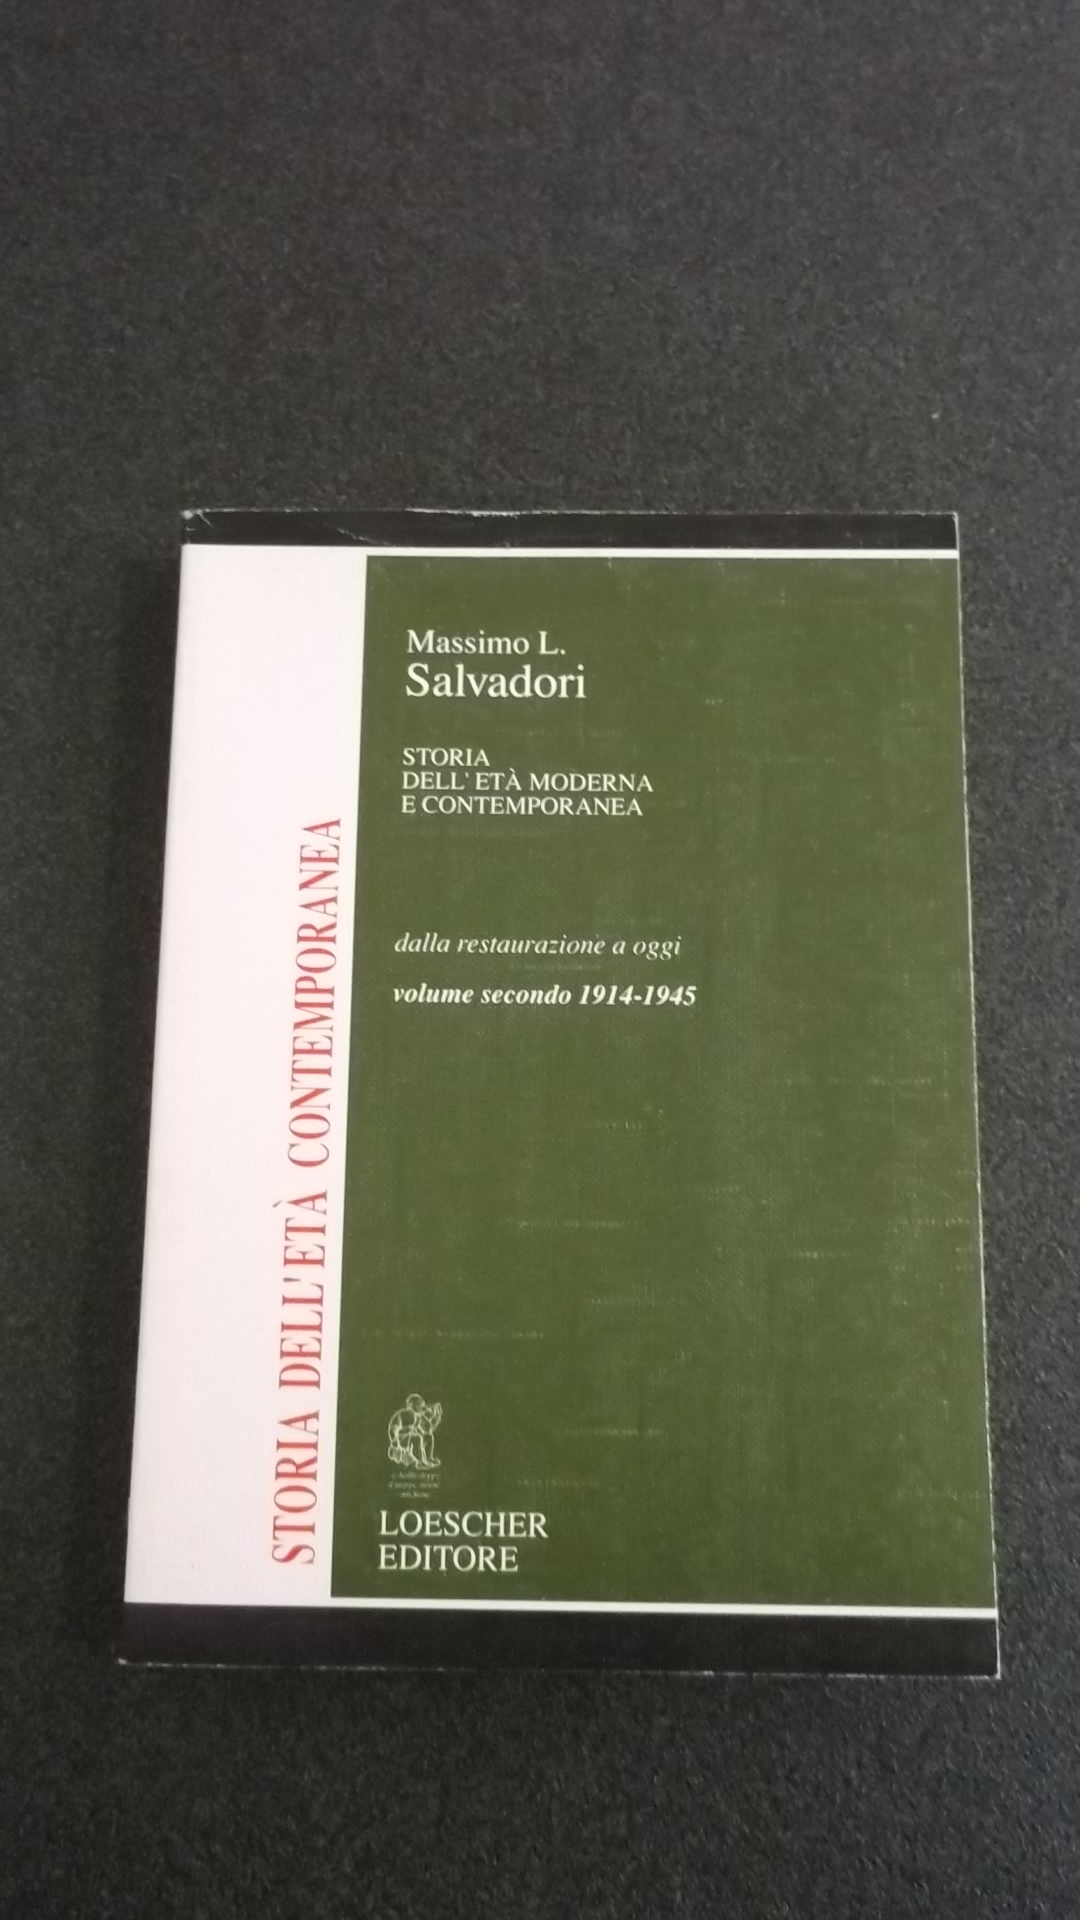 Massimo L.
Salvadori
STORIA
DELL' ETÀ MODERNA
E CONTEMPORANEA
dalla restaurazione a oggi
volume secondo 1914-1945
STORIA DELL'ETÀ CONTEMPORANEA
LOESCHER
EDITORE